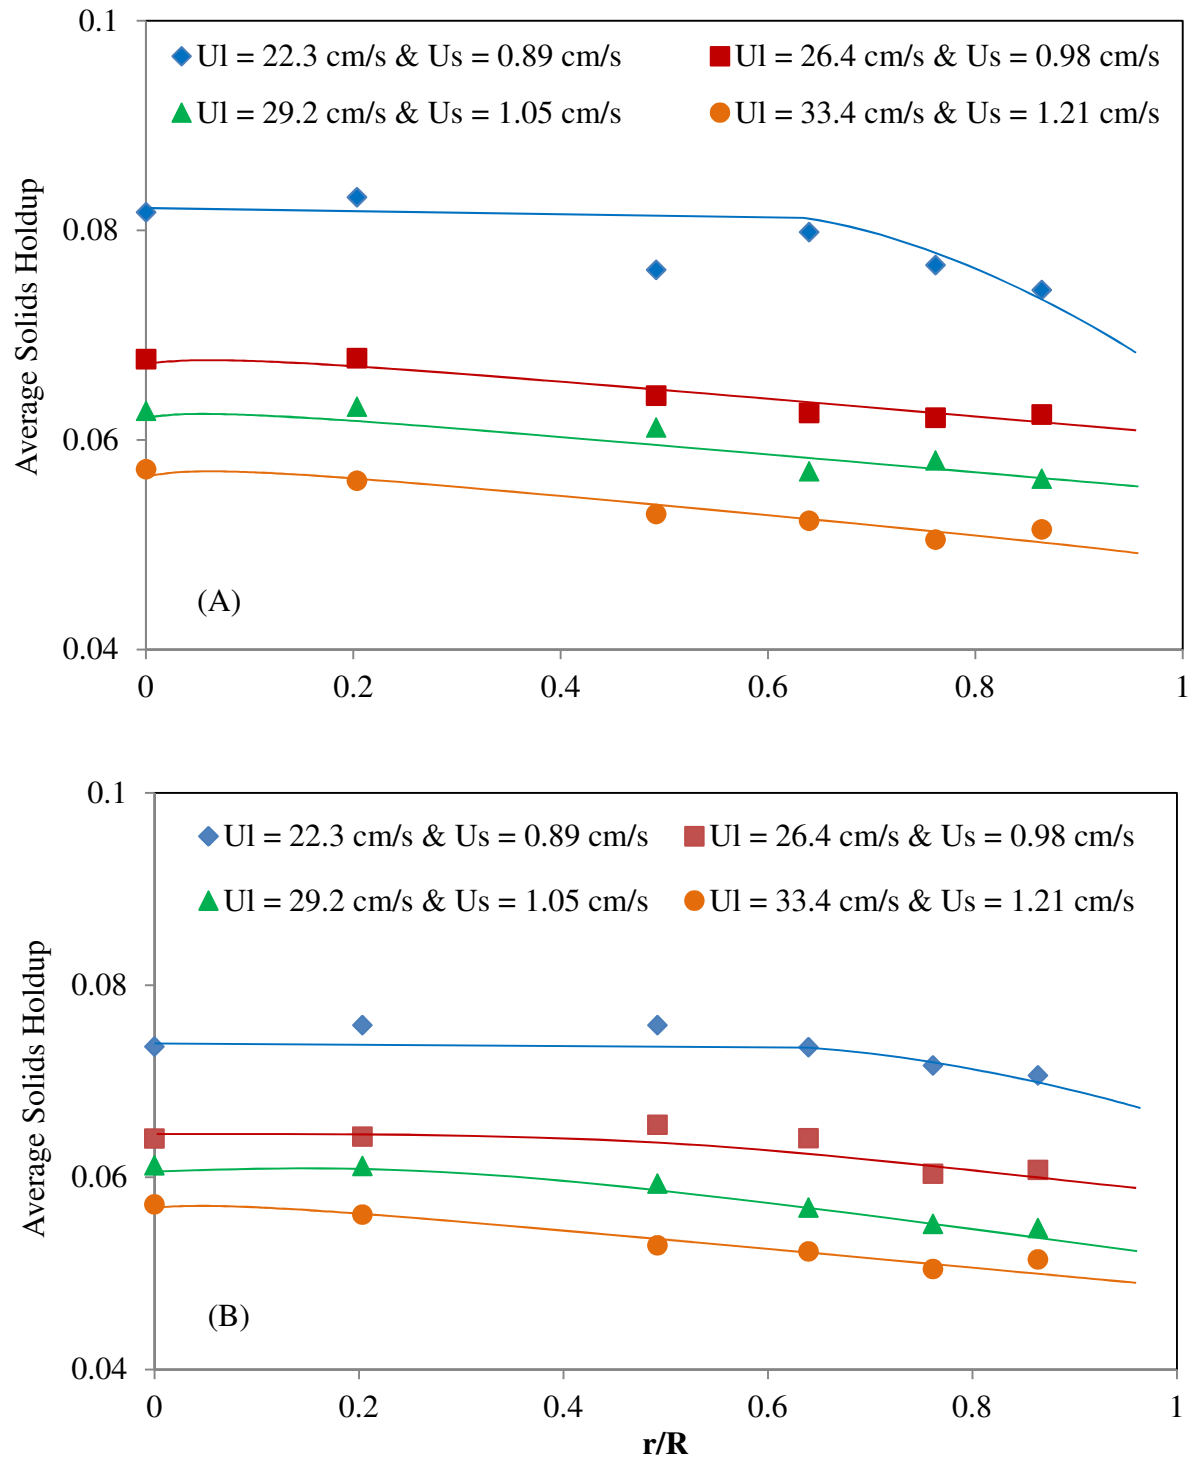 0.1
Ul = 22.3 cm/s & Us = 0.89 cm/s Ul = 26.4 cm/s & Us = 0.98 cm/s
Ul = 29.2 cm/s & Us = 1.05 cm/s Ul = 33.4 cm/s & Us = 1.21 cm/s
0.08
Average Solids Holdup
0.06
(A)
0.04
0 0.2 0.4 0.6 0.8 1
0.1
Ul = 22.3 cm/s & Us = 0.89 cm/s Ul = 26.4 cm/s & Us = 0.98 cm/s
Ul = 29.2 cm/s & Us = 1.05 cm/s Ul = 33.4 cm/s & Us = 1.21 cm/s
0.08
Average Solids Holdup
0.06
(B)
0.04
0 0.2 0.4 0.6 0.8 1
r/R